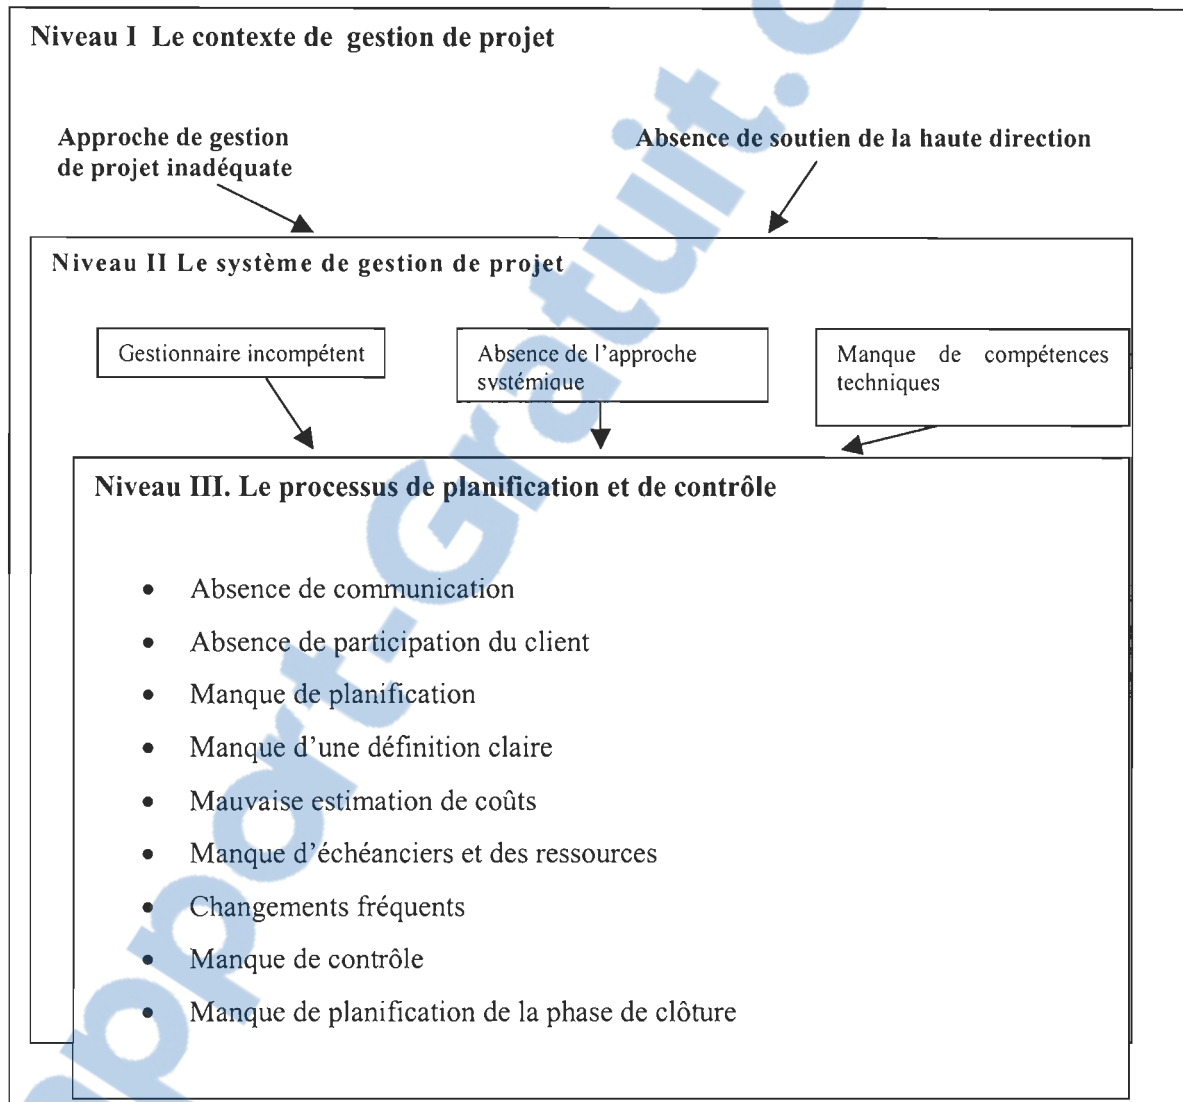 Niveau I Le contexte de gestion de projet
Approche de gestion
de projet inadéquate
Absence de soutien de la haute direction
Niveau II Le système de gestion de projet
Gestionnaire incompétent
Absence de l'approche
systémique
Manque de compétences
techniques
Niveau III. Le processus de planification et de contrôle
• Absence de communication
• Absence de participation du client
• Manque de planification
• Manque d'une définition claire
• Mauvaise estimation de coûts
• Manque d'échéanciers et des ressources
• Changements fréquents
• Manque de contrôle
• Manque de planification de la phase de clôture
pport-Gratuit.co